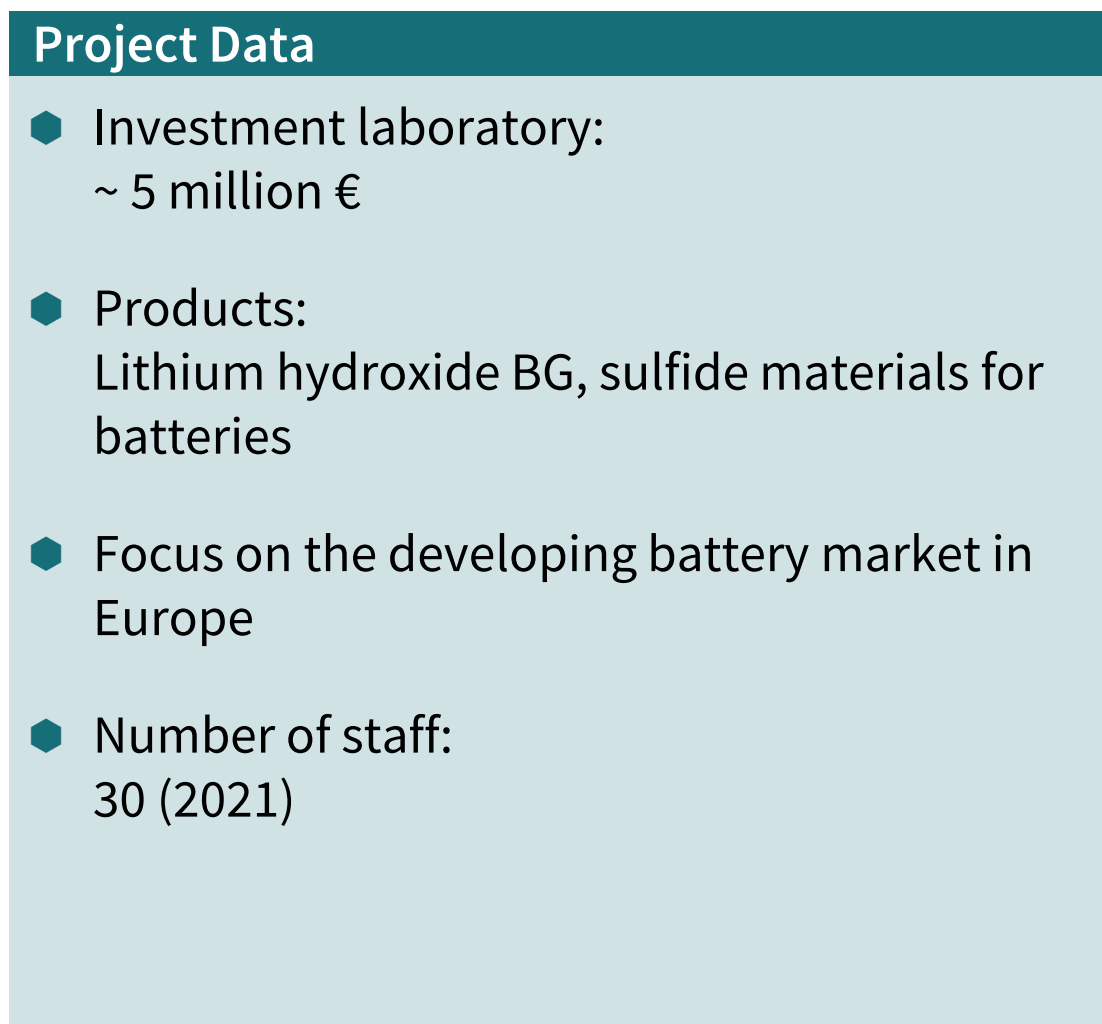 Project Data
Investment laboratory:
~ 5 million €
Products:
Lithium hydroxide BG, sulfide materials for
batteries
Focus on the developing battery market in
Europe
Number of staff:
30 (2021)